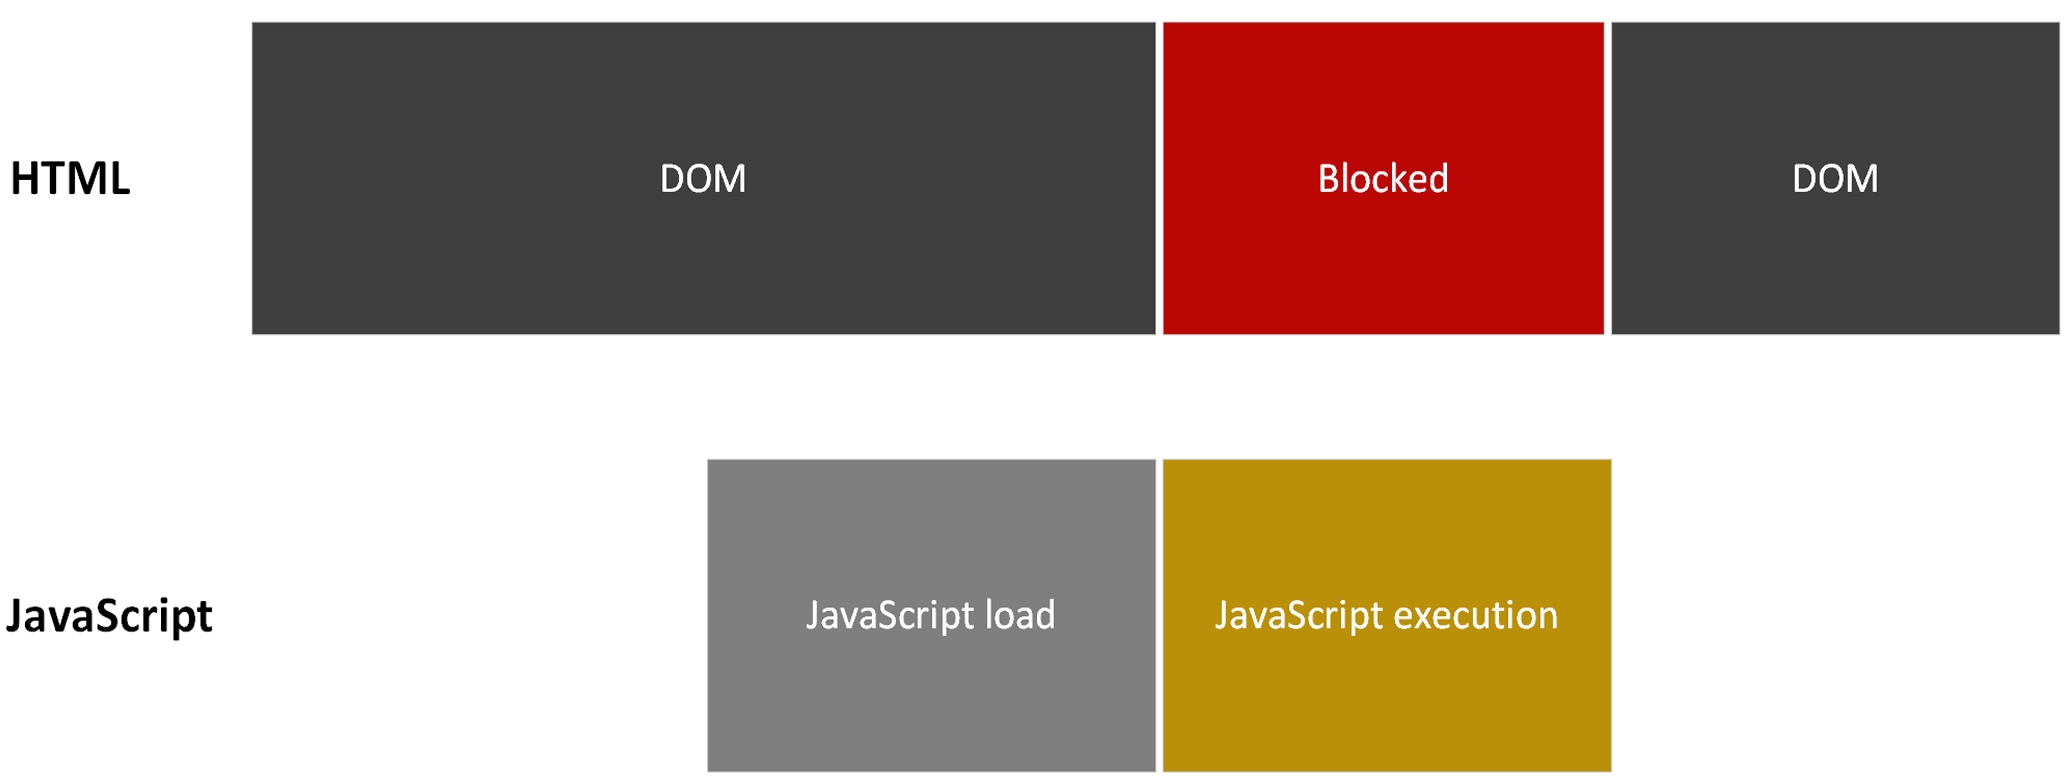 HTML
DOM
Blocked
DOM
JavaScript
JavaScript load
JavaScript execution